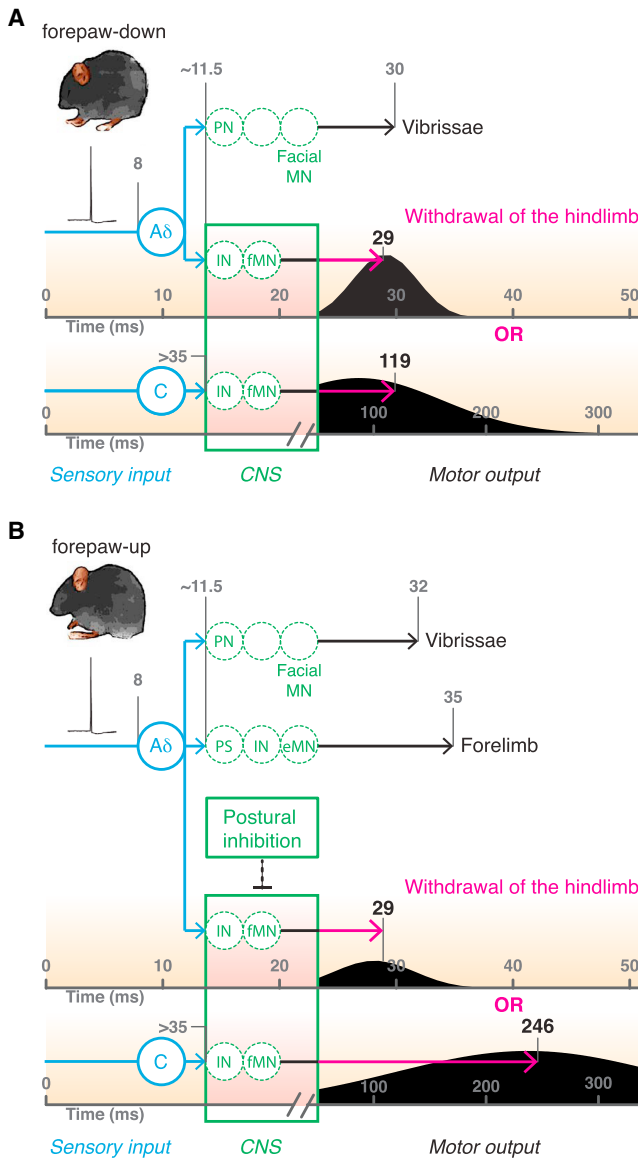 A
forepaw-down
~11.5
30
PN
Vibrissae
Facial
MN
8
Aδ
Withdrawal of the hindlimb
29
IN
fMN
0
10
20
30
40
50
Time (ms)
OR
>35
119
C
IN
fMN
0
100
200
300
Time (ms)
Sensory input
CNS
Motor output
B
forepaw-up
~11.5
32
PN
Vibrissae
Facial
MN
8
35
Aδ
PS
IN
eMN
Forelimb
Postural
inhibition
Withdrawal of the hindlimb
29
IN
fMN
0
10
20
30
40
50
Time (ms)
OR
>35
246
C
IN
fMN
0
100
200
300
Time (ms)
Sensory input
CNS
Motor output